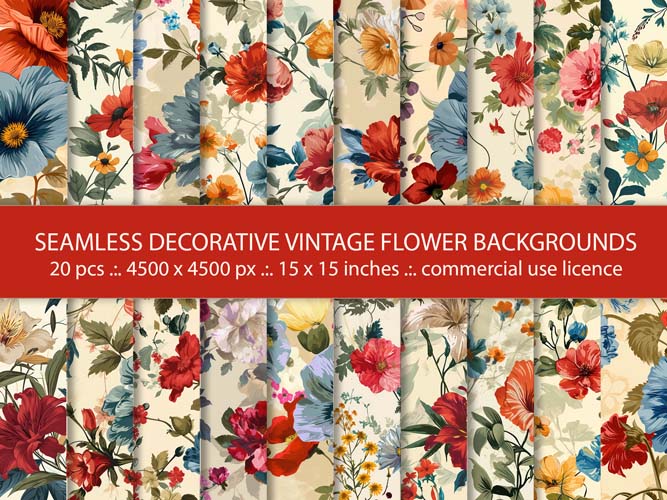 SEAMLESS DECORATIVE VINTAGE FLOWER BACKGROUNDS
20 pcs .:. 4500 x 4500 px .:. 15 x 15 inches .:. commercial use licence